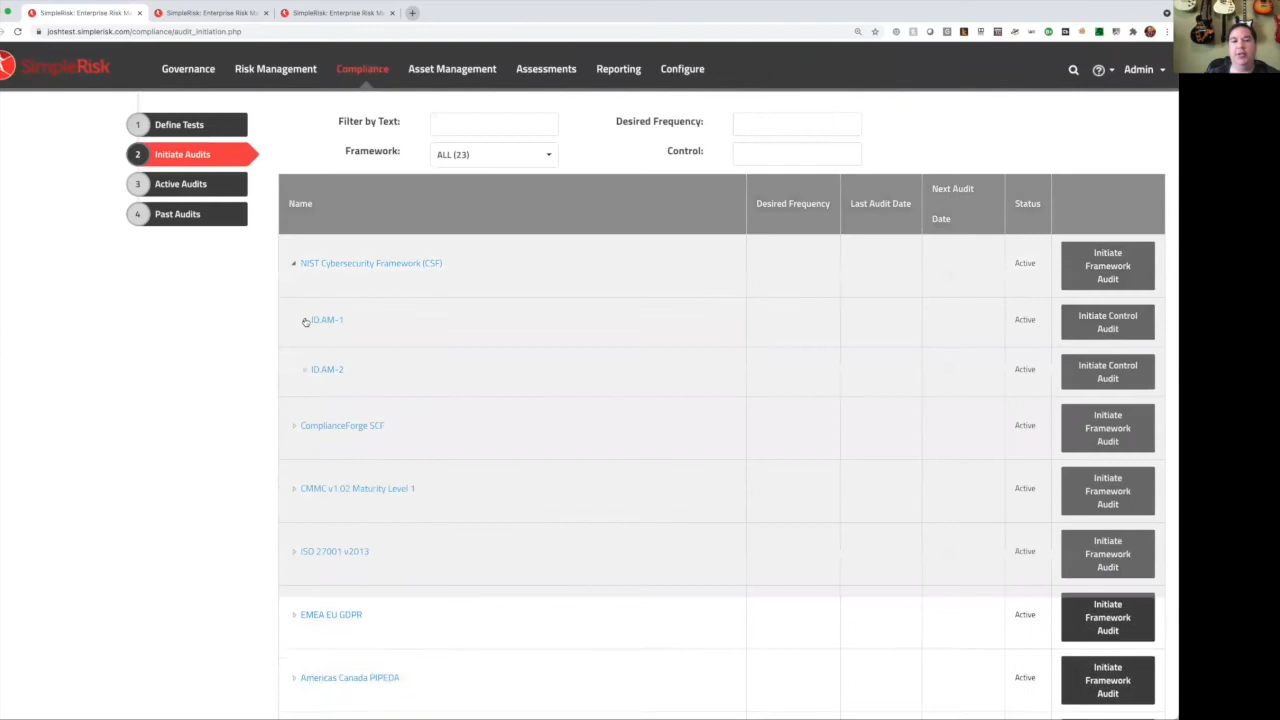 SimpleRisk: Enterprise Risk M
SimpleRisk: Enterprise Risk M
SimpleRisk: Enterprise Risk M
joshtest.simplerisk.com/compliance/audit_initiation.php
SimpleRisk
Governance
Risk Management
Compliance
Asset Management
Assessments
Reporting
Configure
Admin
1 Define Tests
2 Initiate Audits
3 Active Audits
4 Past Audits
Filter by Text:
Desired Frequency:
Framework:
ALL (23)
Control:
Name
Desired Frequency
Last Audit Date
Next Audit
Date
Status
NIST Cybersecurity Framework (CSF)
Active
Initiate
Framework
Audit
ID.AM-1
Active
Initiate Control
Audit
ID.AM-2
Active
Initiate Control
Audit
ComplianceForge SCF
Active
Initiate
Framework
Audit
CMMC v1.02 Maturity Level 1
Active
Initiate
Framework
Audit
ISO 27001 v2013
Active
Initiate
Framework
Audit
EMEA EU GDPR
Active
Initiate
Framework
Audit
Americas Canada PIPEDA
Active
Initiate
Framework
Audit